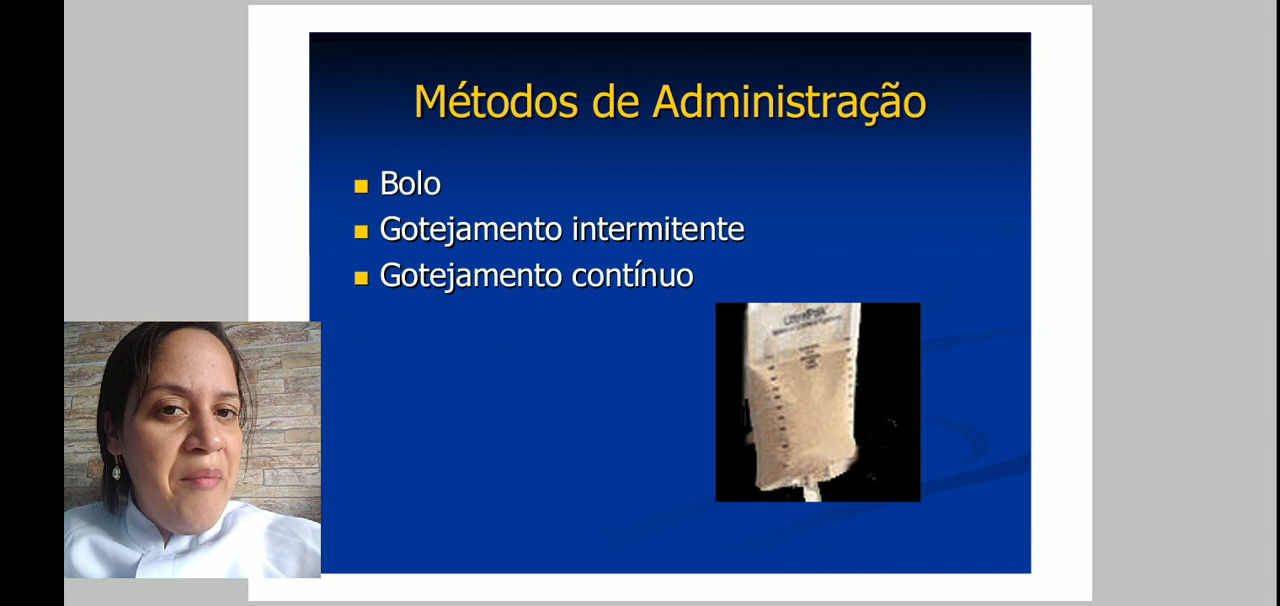 Métodos de Administração
Bolo
Gotejamento intermitente
Gotejamento contínuo